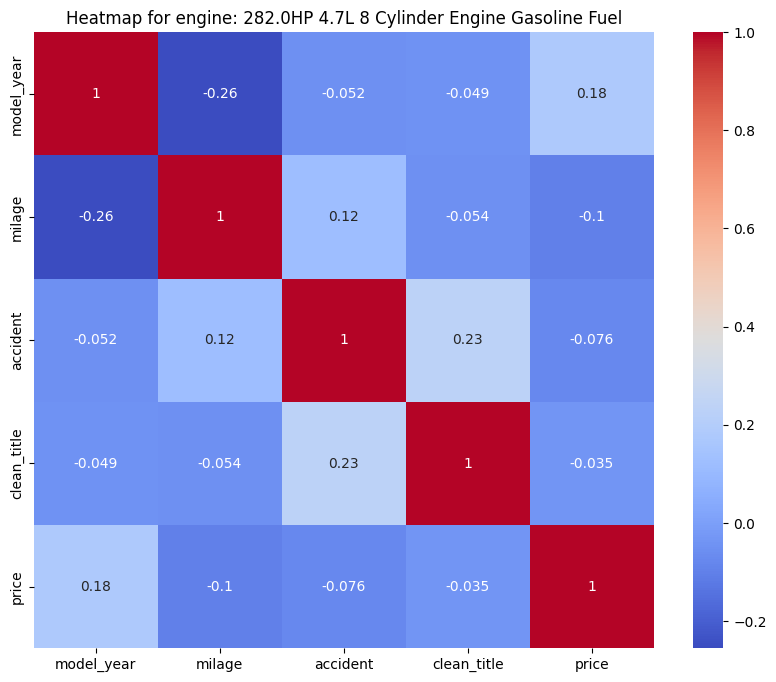 Heatmap for engine: 282.0HP 4.7L 8 Cylinder Engine Gasoline Fuel
model_year 1 -0.26 -0.052 -0.049 0.18
milage -0.26 1 0.12 -0.054 -0.1
accident -0.052 0.12 1 0.23 -0.076
clean_title -0.049 -0.054 0.23 1 -0.035
price 0.18 -0.1 -0.076 -0.035 1
model_year milage accident clean_title price
1.0
0.8
0.6
0.4
0.2
0.0
−0.2